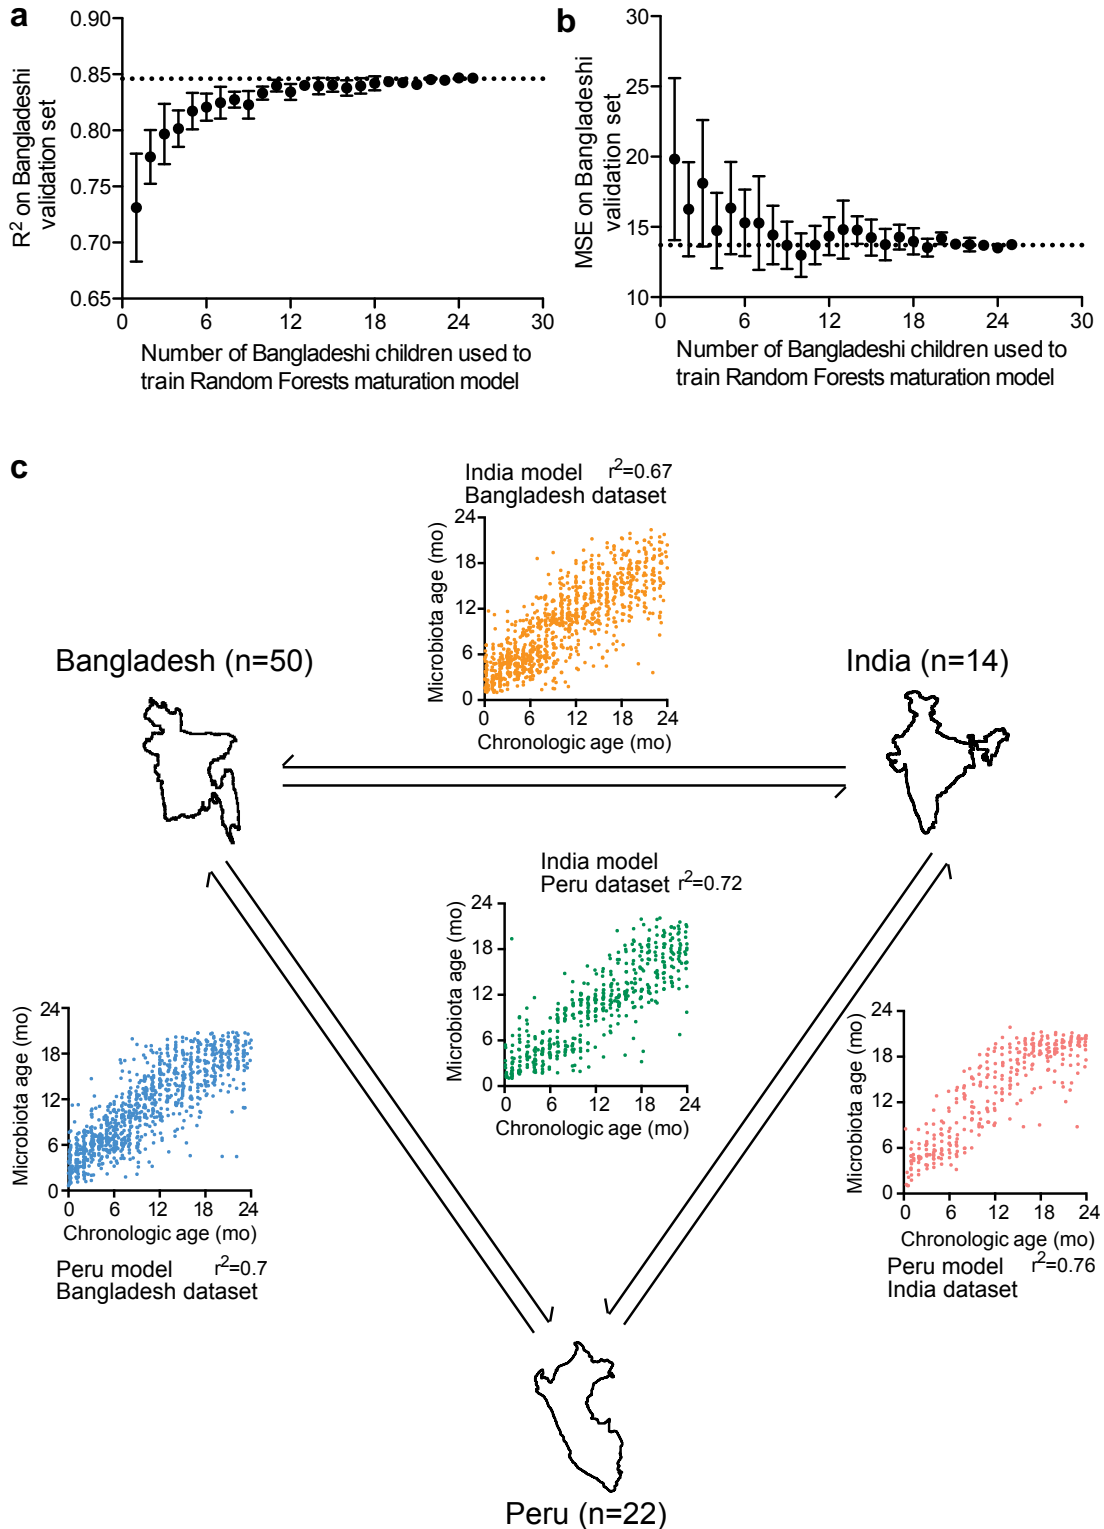 a
0.90
0.85
0.80
0.75
0.70
0.65
R2 on Bangladeshi
validation set
0 6 12 18 24 30
Number of Bangladeshi children used to
train Random Forests maturation model
b
30
25
20
15
10
MSE on Bangladeshi
validation set
0 6 12 18 24 30
Number of Bangladeshi children used to
train Random Forests maturation model
c
India model r2=0.67
Bangladesh dataset
24
18
12
6
0
Microbiota age (mo)
0 6 12 18 24
Chronologic age (mo)
Bangladesh (n=50)
India (n=14)
India model
Peru dataset r2=0.72
24
18
12
6
0
Microbiota age (mo)
0 6 12 18 24
Chronologic age (mo)
24
18
12
6
0
Microbiota age (mo)
0 6 12 18 24
Chronologic age (mo)
Peru model r2=0.7
Bangladesh dataset
24
18
12
6
0
Microbiota age (mo)
0 6 12 18 24
Chronologic age (mo)
Peru model r2=0.76
India dataset
Peru (n=22)